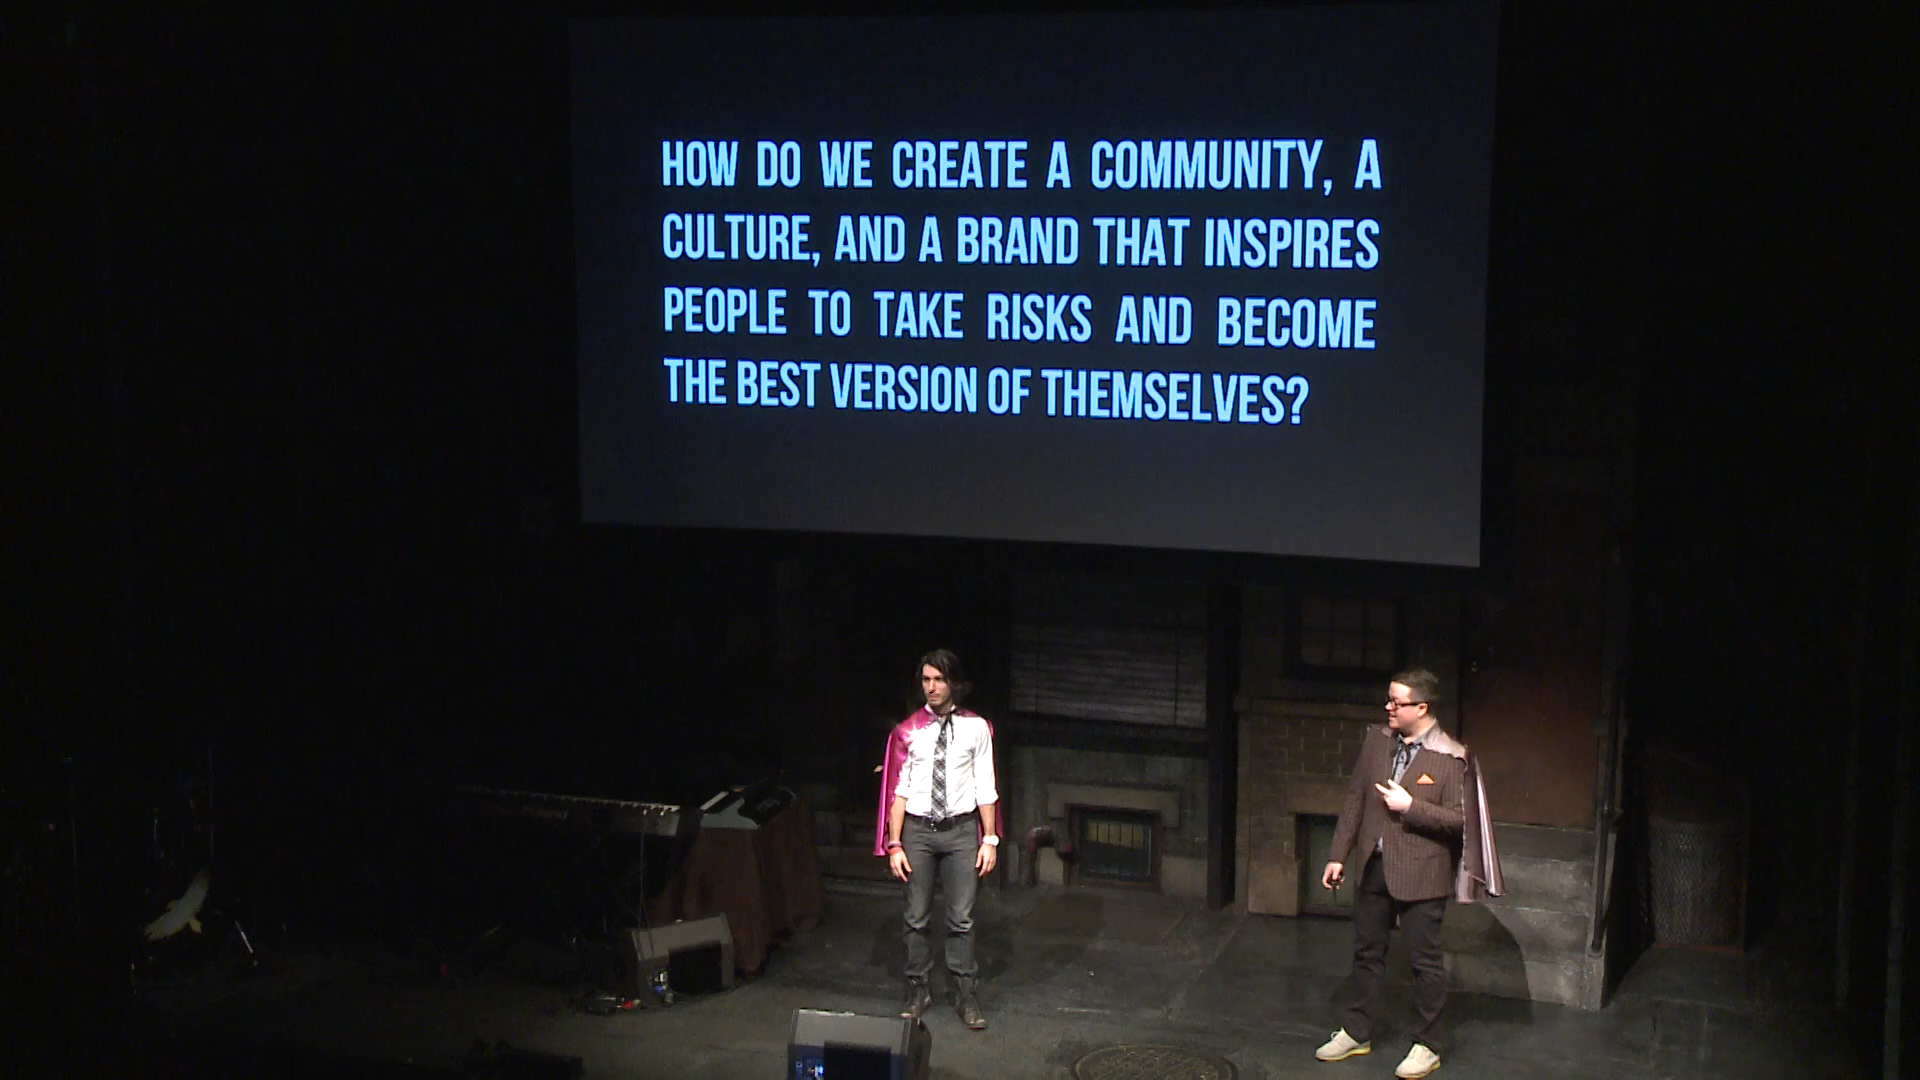 HOW DO WE CREATE A COMMUNITY, A
CULTURE, AND A BRAND THAT INSPIRES
PEOPLE TO TAKE RISKS AND BECOME
THE BEST VERSION OF THEMSELVES?